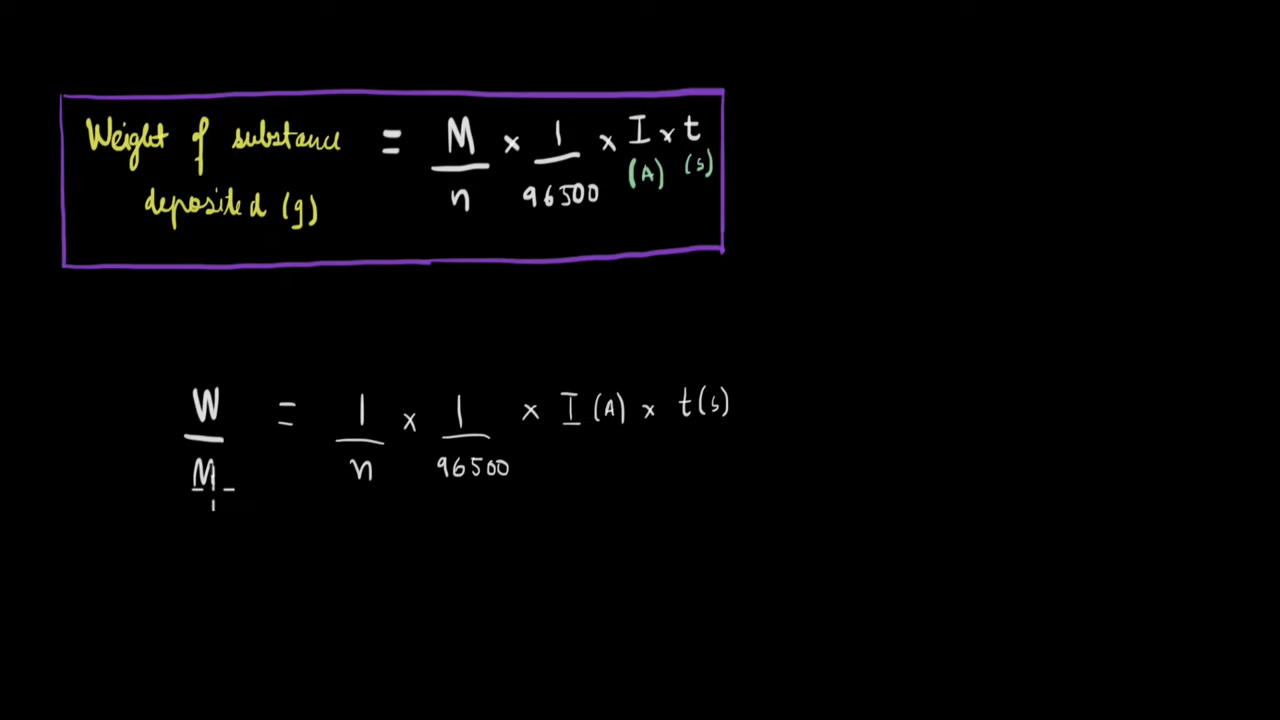 Weight of substance = M × 1 × I × t
deposited (g) n 96500 (A) (s)
W = 1 × 1 × I (A) × t(s)
M n 96500